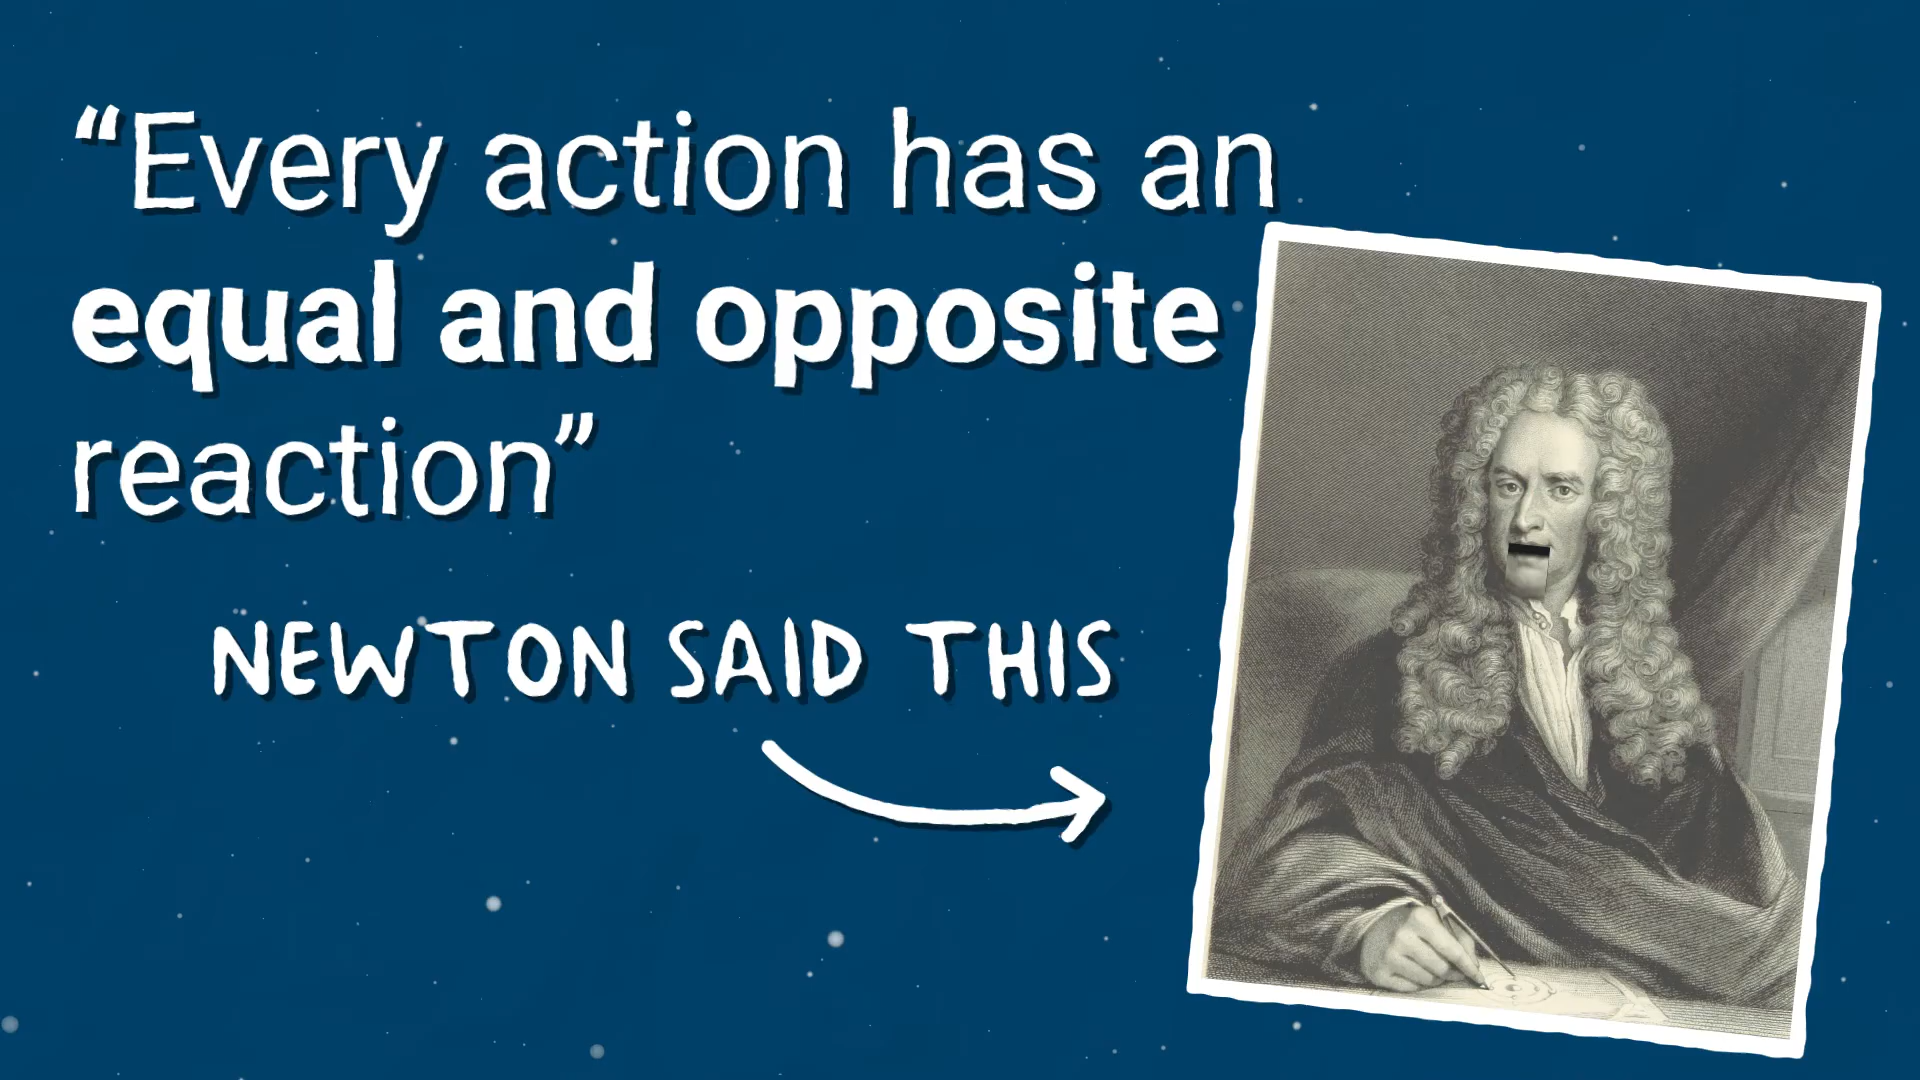 “Every action has an
equal and opposite
reaction”
NEWTON SAID THIS